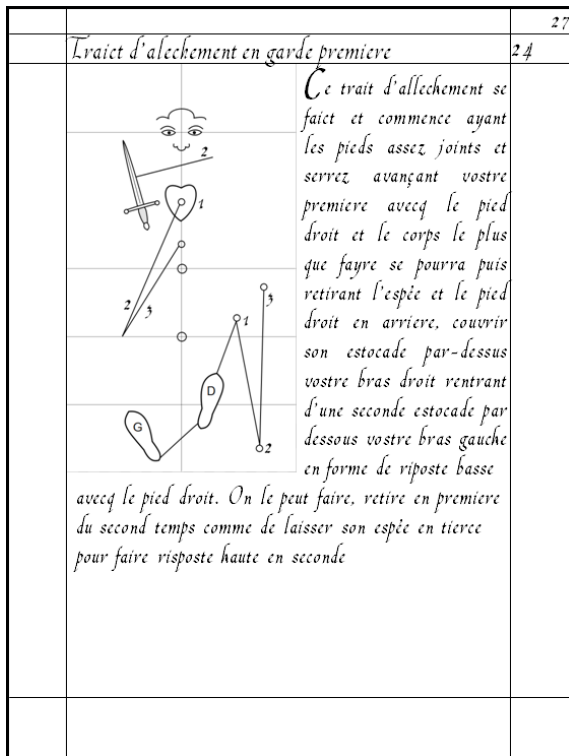 27
Traict d'alechement en garde premiere 24
Ce trait d'allechement se
faict et commence ayant
les pieds assez joints et
serrez avançant vostre
premiere avecq le pied
droit et le corps le plus
que fayre se pourra puis
retirant l'espée et le pied
droit en arriere, couvrir
son estocade par-dessus
vostre bras droit rentrant
d'une seconde estocade par
dessous vostre bras gauche
en forme de riposte basse
avecq le pied droit. On le peut faire, retire en premiere
du second temps comme de laisser son espée en tierce
pour faire risposte haute en seconde
2
1
2 3
3
1
D
G
2